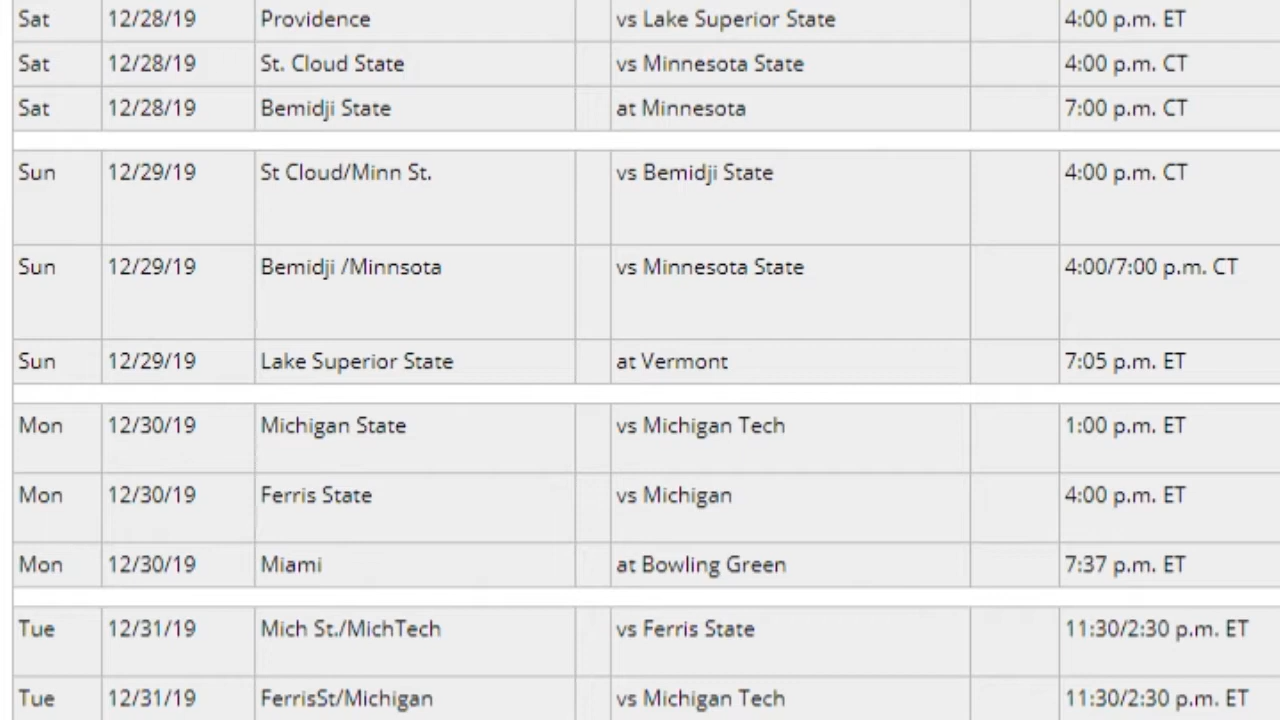 Sat 12/28/19 Providence vs Lake Superior State 4:00 p.m. ET
Sat 12/28/19 St. Cloud State vs Minnesota State 4:00 p.m. CT
Sat 12/28/19 Bemidji State at Minnesota 7:00 p.m. CT
Sun 12/29/19 St Cloud/Minn St. vs Bemidji State 4:00 p.m. CT
Sun 12/29/19 Bemidji /Minnsota vs Minnesota State 4:00/7:00 p.m. CT
Sun 12/29/19 Lake Superior State at Vermont 7:05 p.m. ET
Mon 12/30/19 Michigan State vs Michigan Tech 1:00 p.m. ET
Mon 12/30/19 Ferris State vs Michigan 4:00 p.m. ET
Mon 12/30/19 Miami at Bowling Green 7:37 p.m. ET
Tue 12/31/19 Mich St./MichTech vs Ferris State 11:30/2:30 p.m. ET
Tue 12/31/19 FerrisSt/Michigan vs Michigan Tech 11:30/2:30 p.m. ET